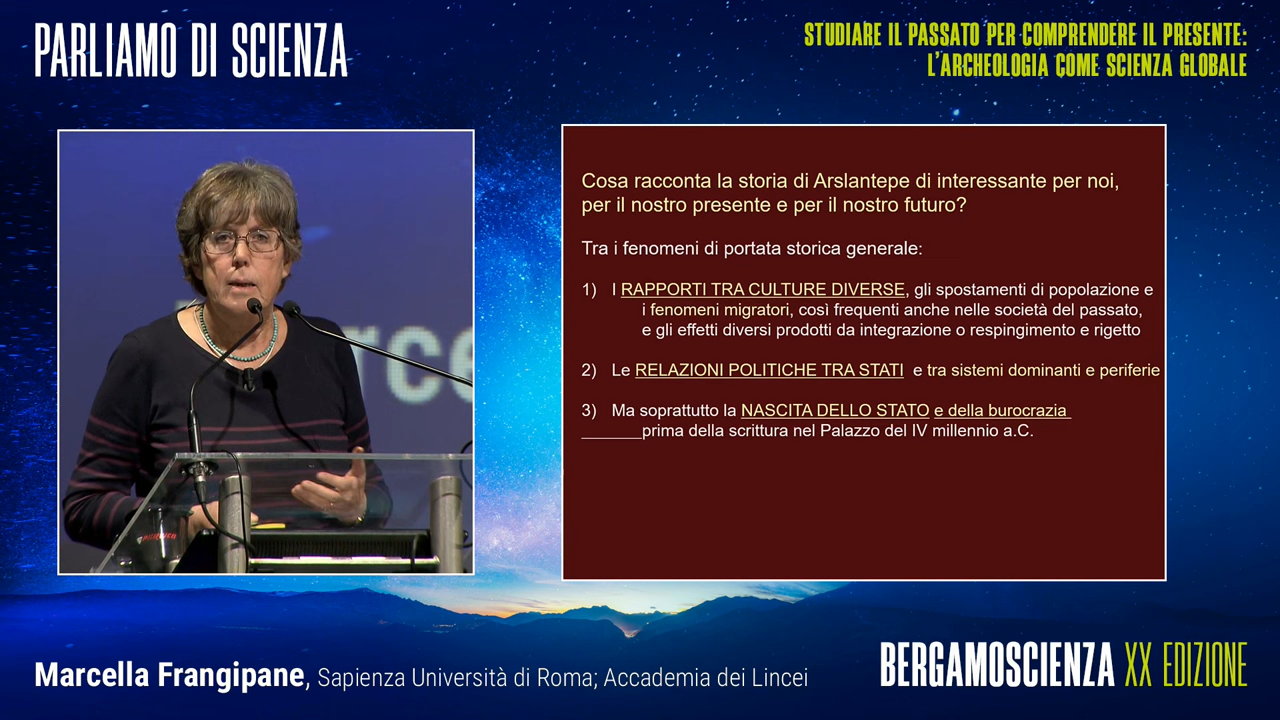 PARLIAMO DI SCIENZA
STUDIARE IL PASSATO PER COMPRENDERE IL PRESENTE:
L'ARCHEOLOGIA COME SCIENZA GLOBALE
Cosa racconta la storia di Arslantepe di interessante per noi,
per il nostro presente e per il nostro futuro?
Tra i fenomeni di portata storica generale:
1) I RAPPORTI TRA CULTURE DIVERSE, gli spostamenti di popolazione e
i fenomeni migratori, così frequenti anche nelle società del passato,
e gli effetti diversi prodotti da integrazione o respingimento e rigetto
2) Le RELAZIONI POLITICHE TRA STATI e tra sistemi dominanti e periferie
3) Ma soprattutto la NASCITA DELLO STATO e della burocrazia
prima della scrittura nel Palazzo del IV millennio a.C.
Marcella Frangipane, Sapienza Università di Roma; Accademia dei Lincei
BERGAMOSCIENZA XX EDIZIONE